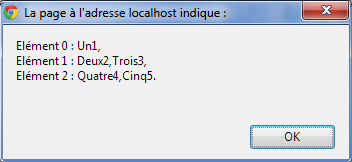 La page à l'adresse localhost indique :
Elément 0 : Un1,
Elément 1 : Deux2,Trois3,
Elément 2 : Quatre4,Cinq5.
OK